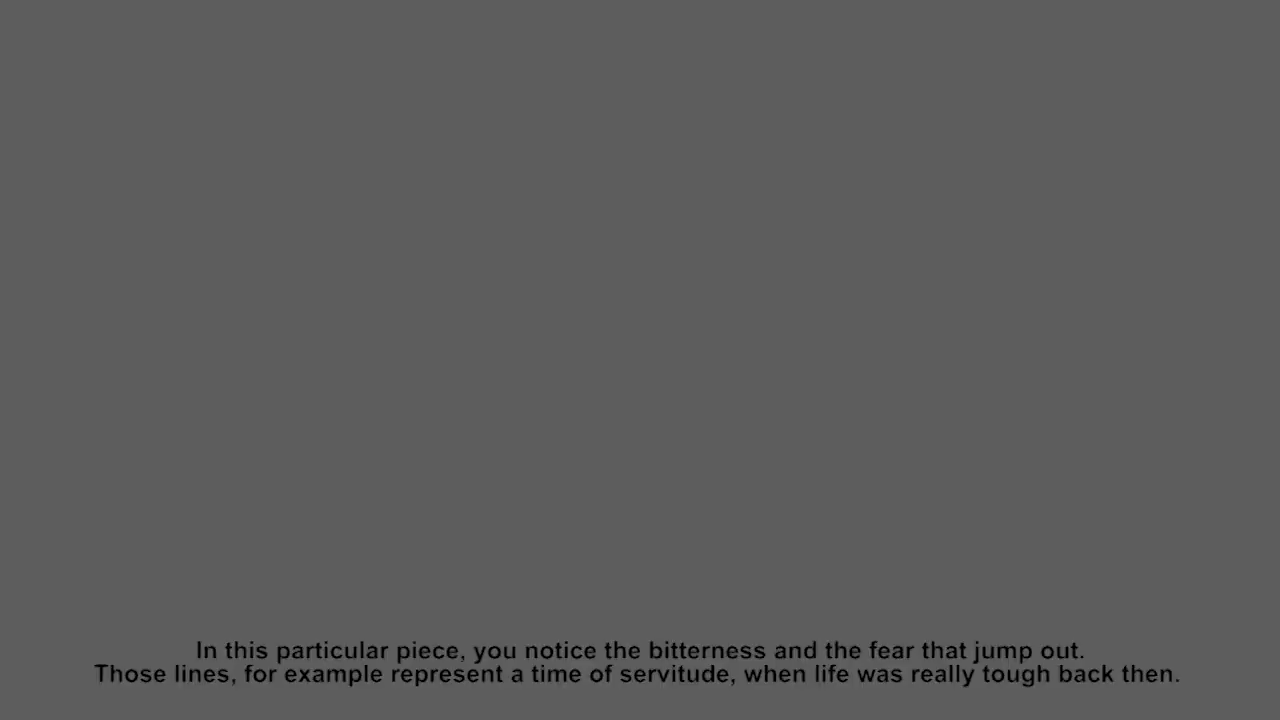 In this particular piece, you notice the bitterness and the fear that jump out.
Those lines, for example represent a time of servitude, when life was really tough back then.